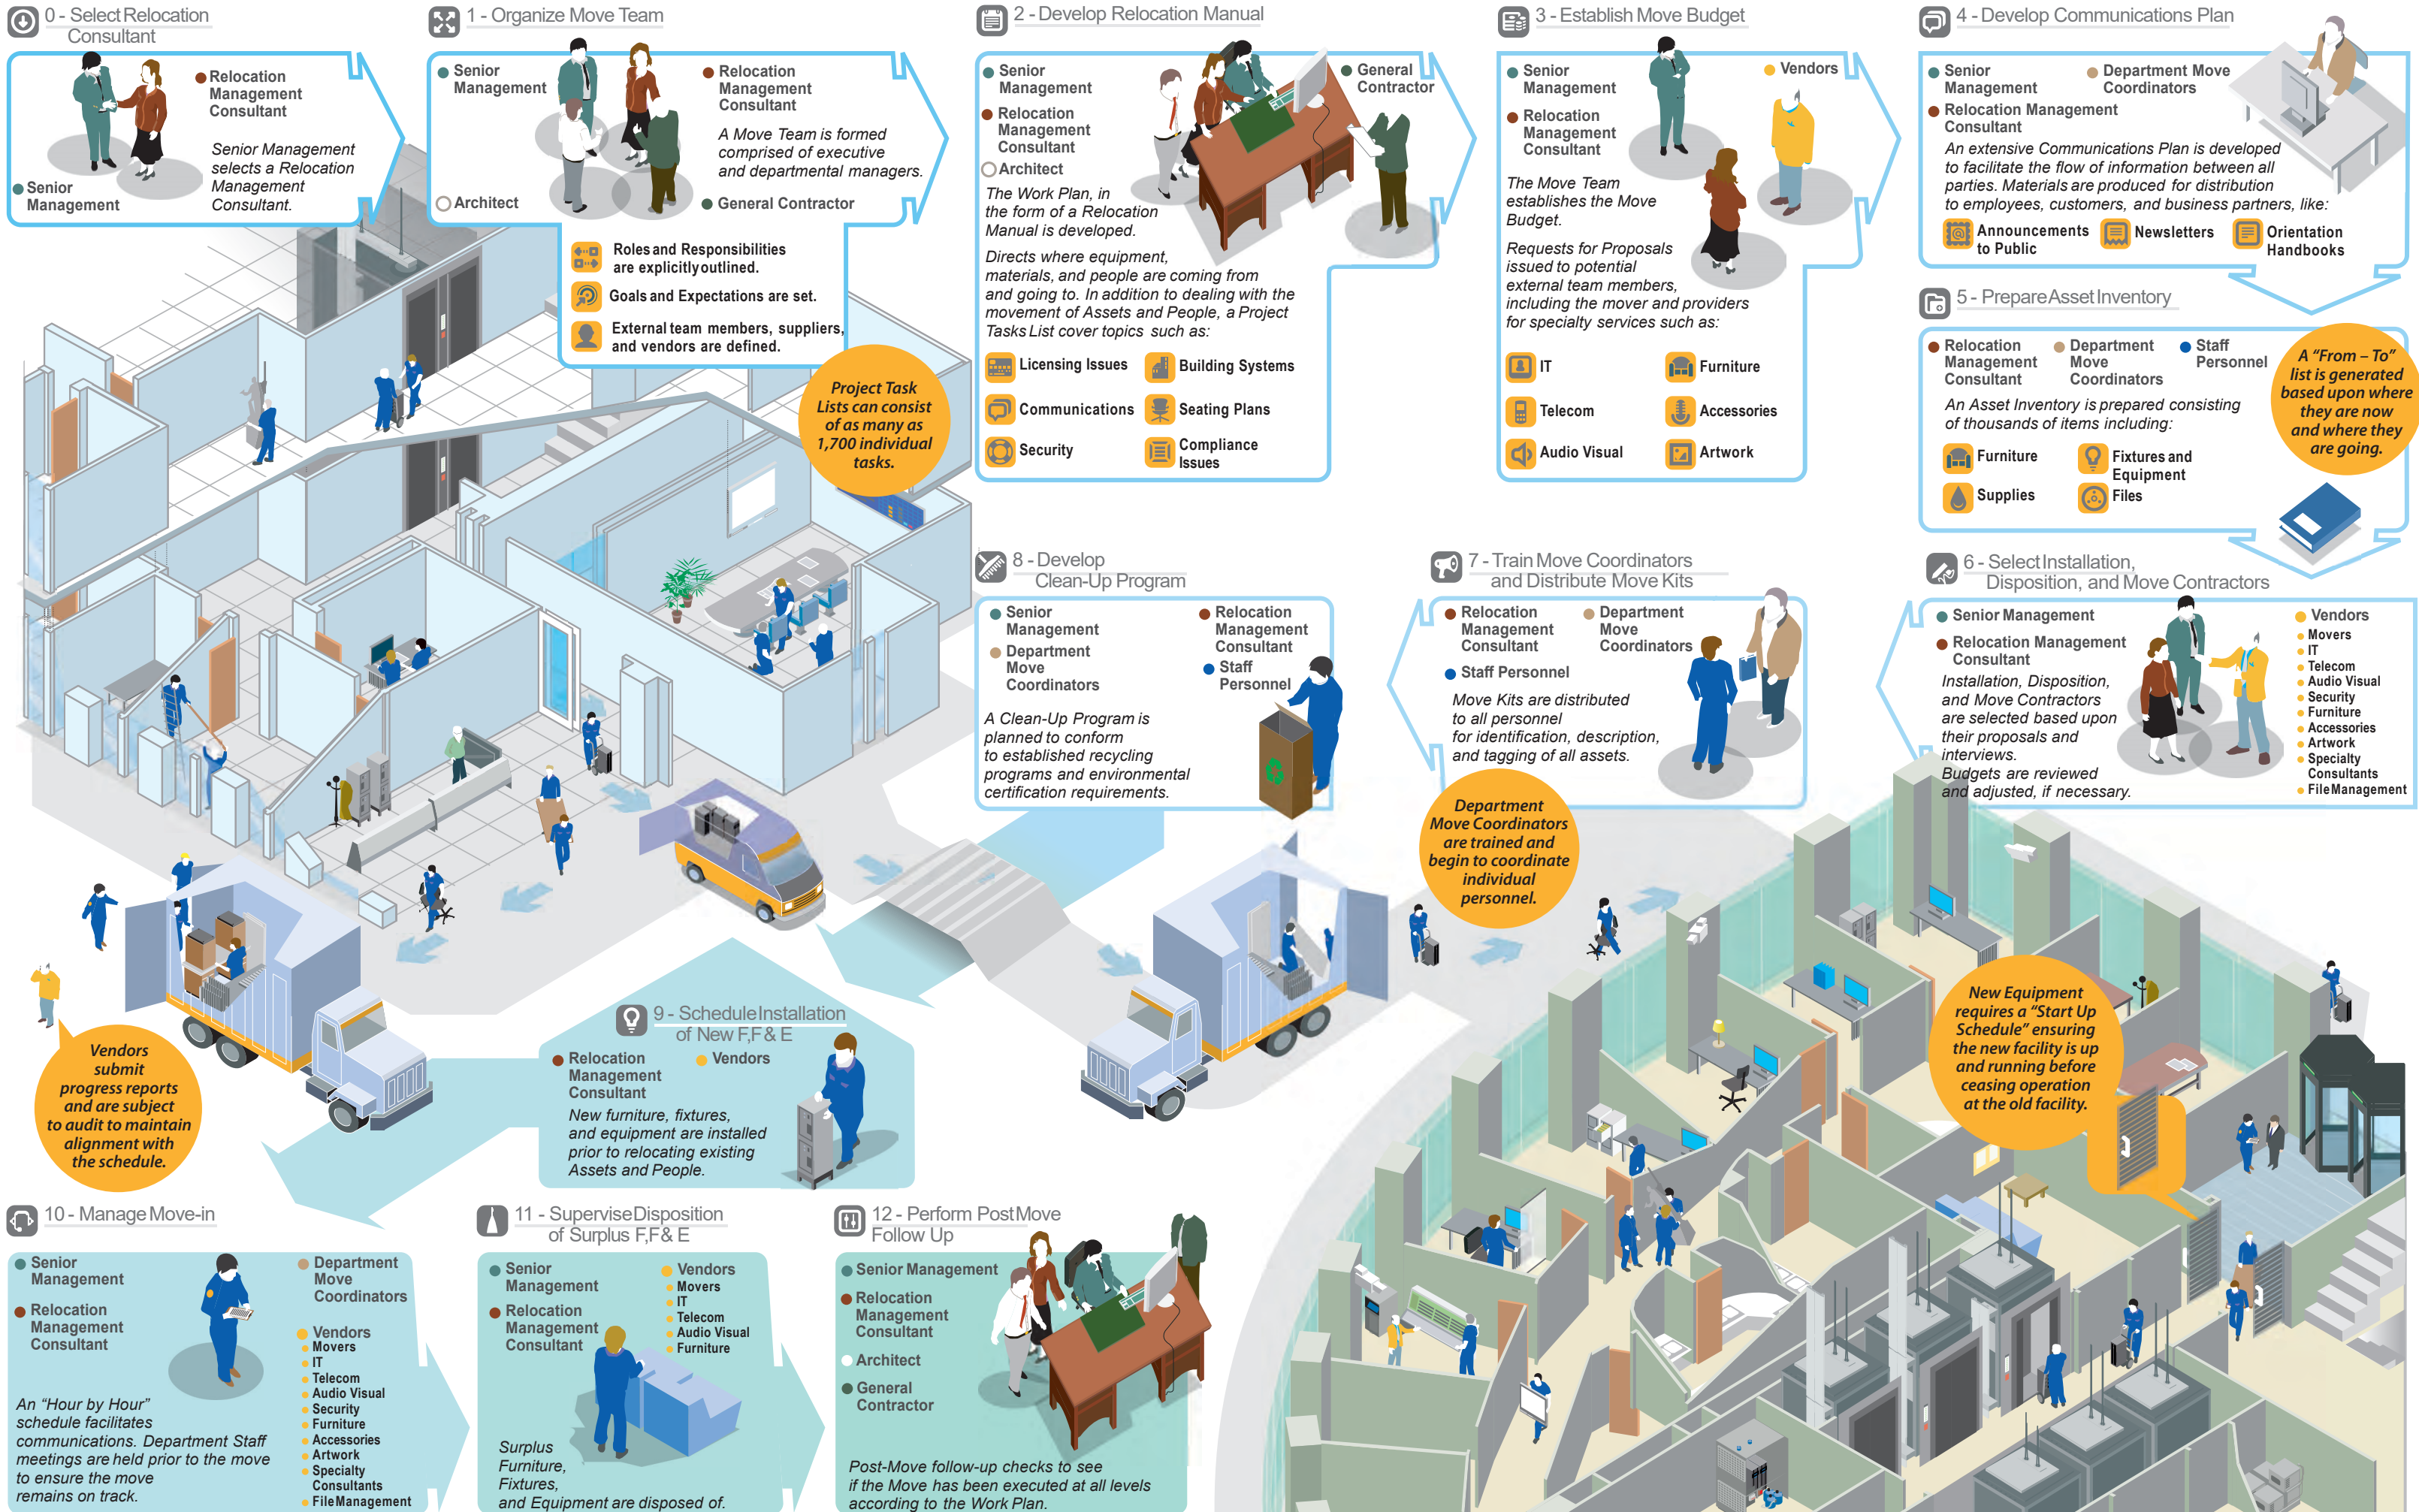 0 - Select Relocation
Consultant
Relocation
Management
Consultant
Senior Management
selects a Relocation
Management
Consultant.
Senior
Management
1 - Organize Move Team
Senior
Management
Relocation
Management
Consultant
A Move Team is formed
comprised of executive
and departmental managers.
Architect
General Contractor
Roles and Responsibilities
are explicitly outlined.
Goals and Expectations are set.
External team members, suppliers,
and vendors are defined.
Project Task
Lists can consist
of as many as
1,700 individual
tasks.
2 - Develop Relocation Manual
Senior
Management
Relocation
Management
Consultant
Architect
General
Contractor
The Work Plan, in
the form of a Relocation
Manual is developed.
Directs where equipment,
materials, and people are coming from
and going to. In addition to dealing with the
movement of Assets and People, a Project
Tasks List cover topics such as:
Licensing Issues
Building Systems
Communications
Seating Plans
Security
Compliance
Issues
3 - Establish Move Budget
Senior
Management
Vendors
Relocation
Management
Consultant
The Move Team
establishes the Move
Budget.
Requests for Proposals
issued to potential
external team members,
including the mover and providers
for specialty services such as:
IT
Furniture
Telecom
Accessories
Audio Visual
Artwork
4 - Develop Communications Plan
Senior
Management
Department Move
Coordinators
Relocation Management
Consultant
An extensive Communications Plan is developed
to facilitate the flow of information between all
parties. Materials are produced for distribution
to employees, customers, and business partners, like:
Announcements
to Public
Newsletters
Orientation
Handbooks
5 - Prepare Asset Inventory
Relocation
Management
Consultant
Department
Move
Coordinators
Staff
Personnel
An Asset Inventory is prepared consisting
of thousands of items including:
Furniture
Fixtures and
Equipment
Supplies
Files
A “From – To”
list is generated
based upon where
they are now
and where they
are going.
6 - Select Installation,
Disposition, and Move Contractors
Senior Management
Relocation Management
Consultant
Installation, Disposition,
and Move Contractors
are selected based upon
their proposals and
interviews.
Budgets are reviewed
and adjusted, if necessary.
Vendors
Movers
IT
Telecom
Audio Visual
Security
Furniture
Accessories
Artwork
Specialty
Consultants
File Management
7 - Train Move Coordinators
and Distribute Move Kits
Relocation
Management
Consultant
Department
Move
Coordinators
Staff Personnel
Move Kits are distributed
to all personnel
for identification, description,
and tagging of all assets.
Department
Move Coordinators
are trained and
begin to coordinate
individual
personnel.
8 - Develop
Clean-Up Program
Senior
Management
Department
Move
Coordinators
Relocation
Management
Consultant
Staff
Personnel
A Clean-Up Program is
planned to conform
to established recycling
programs and environmental
certification requirements.
9 - Schedule Installation
of New F,F & E
Relocation
Management
Consultant
Vendors
New furniture, fixtures,
and equipment are installed
prior to relocating existing
Assets and People.
Vendors
submit
progress reports
and are subject
to audit to maintain
alignment with
the schedule.
New Equipment
requires a “Start Up
Schedule” ensuring
the new facility is up
and running before
ceasing operation
at the old facility.
10 - Manage Move-in
Senior
Management
Relocation
Management
Consultant
Department
Move
Coordinators
Vendors
Movers
IT
Telecom
Audio Visual
Security
Furniture
Accessories
Artwork
Specialty
Consultants
File Management
An “Hour by Hour”
schedule facilitates
communications. Department Staff
meetings are held prior to the move
to ensure the move
remains on track.
11 - Supervise Disposition
of Surplus F,F & E
Senior
Management
Relocation
Management
Consultant
Vendors
Movers
IT
Telecom
Audio Visual
Furniture
Surplus
Furniture,
Fixtures,
and Equipment are disposed of.
12 - Perform Post Move
Follow Up
Senior Management
Relocation
Management
Consultant
Architect
General
Contractor
Post-Move follow-up checks to see
if the Move has been executed at all levels
according to the Work Plan.